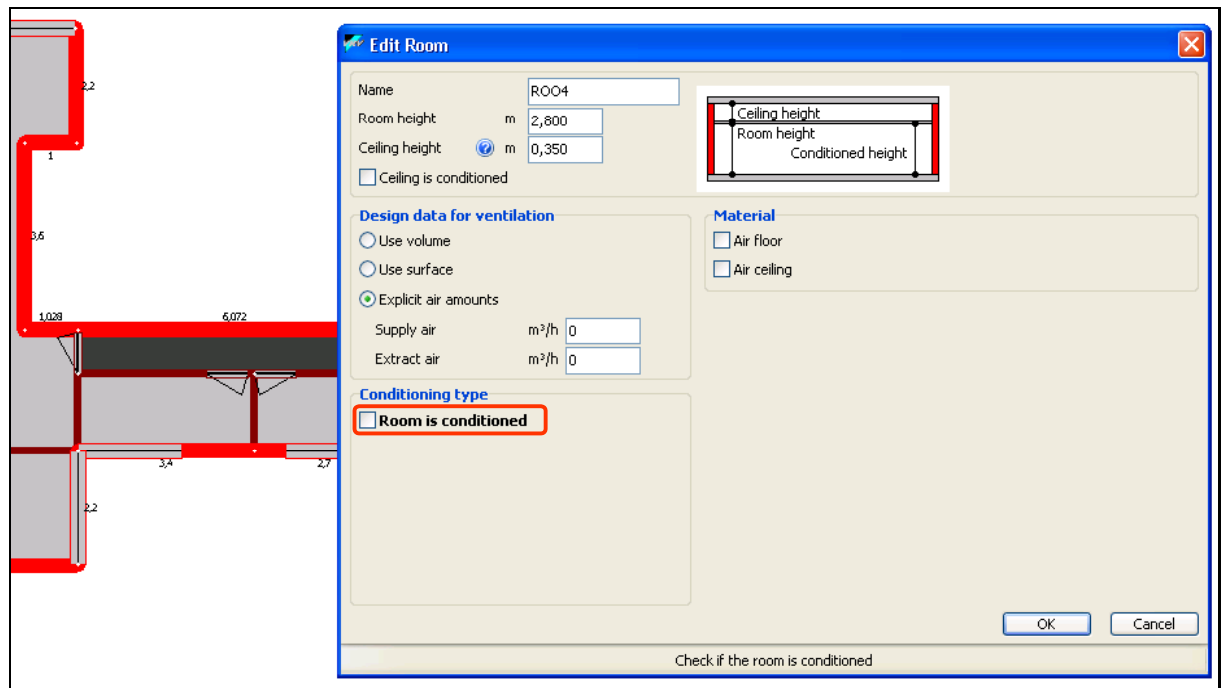 2,2
1
3,6
1,028
6,072
3,4
2,7
2,2
Edit Room
Name ROO4
Room height m 2,800
Ceiling height m 0,350
Ceiling is conditioned
Ceiling height
Room height
Conditioned height
Design data for ventilation
Use volume
Use surface
Explicit air amounts
Supply air m³/h 0
Extract air m³/h 0
Material
Air floor
Air ceiling
Conditioning type
Room is conditioned
OK Cancel
Check if the room is conditioned